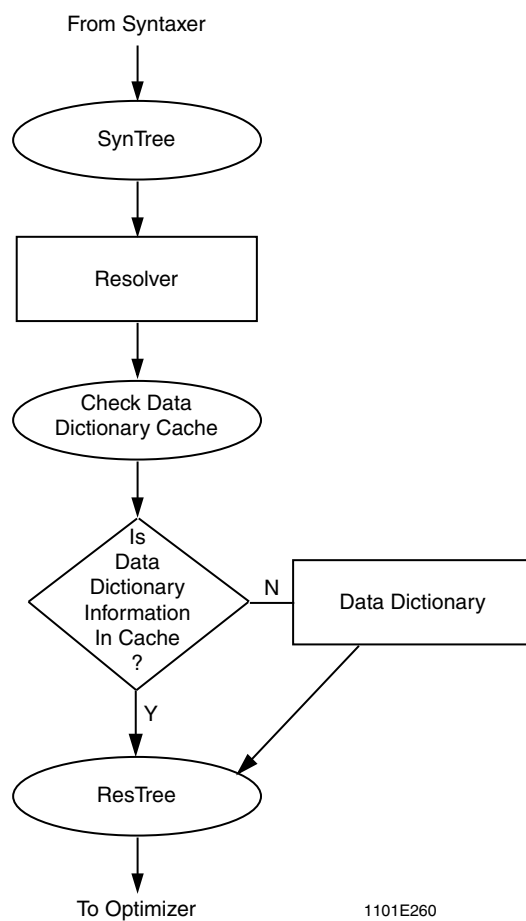 From Syntaxer
SynTree
Resolver
Check Data
Dictionary Cache
Is
Data
Dictionary
Information
In Cache
?
N
Data Dictionary
Y
ResTree
To Optimizer
1101E260